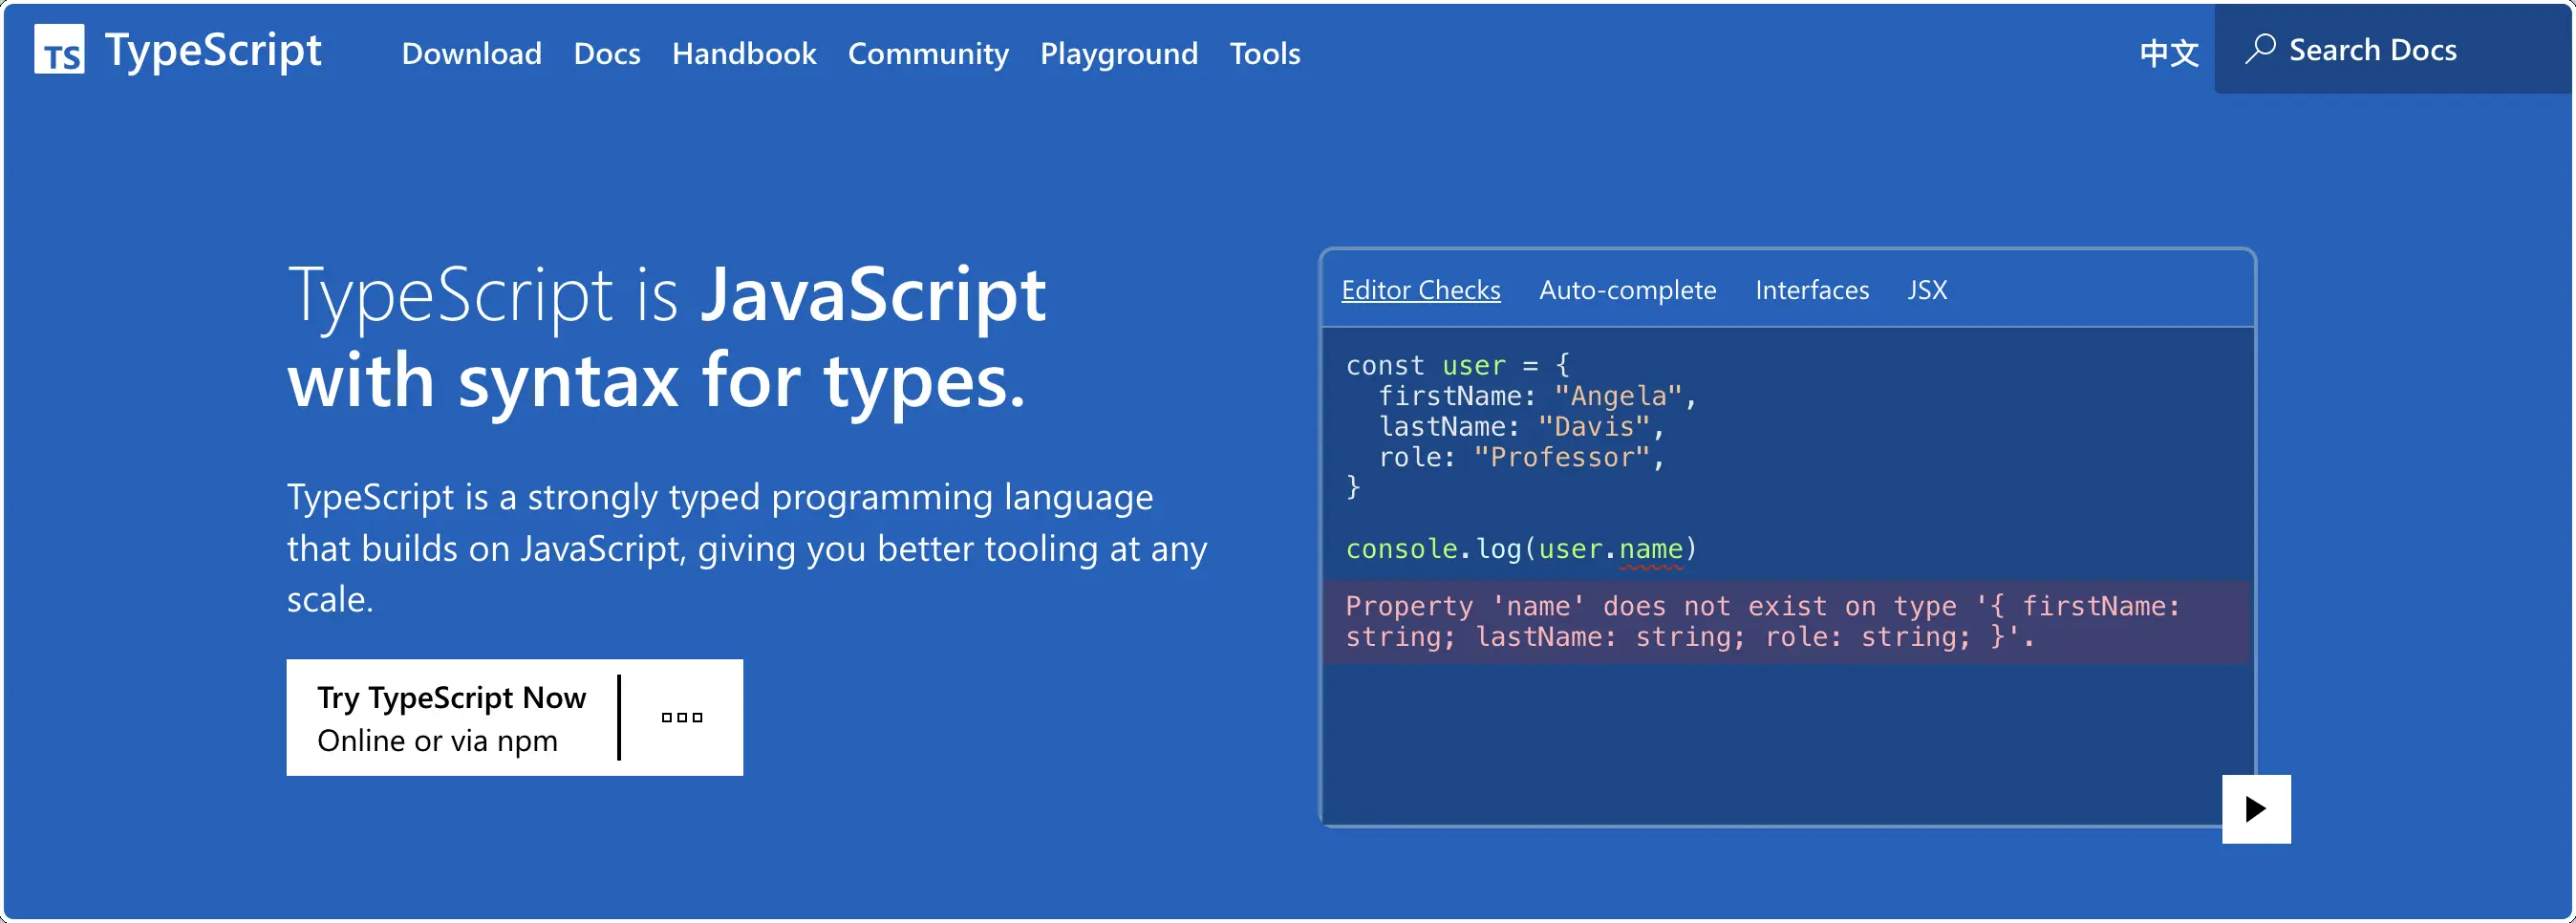 TS TypeScript
Download Docs Handbook Community Playground Tools
中文
Search Docs
TypeScript is JavaScript
with syntax for types.
TypeScript is a strongly typed programming language
that builds on JavaScript, giving you better tooling at any
scale.
Try TypeScript Now
Online or via npm
Editor Checks Auto-complete Interfaces JSX
const user = {
  firstName: "Angela",
  lastName: "Davis",
  role: "Professor",
}
console.log(user.name)
Property 'name' does not exist on type '{ firstName:
string; lastName: string; role: string; }'.